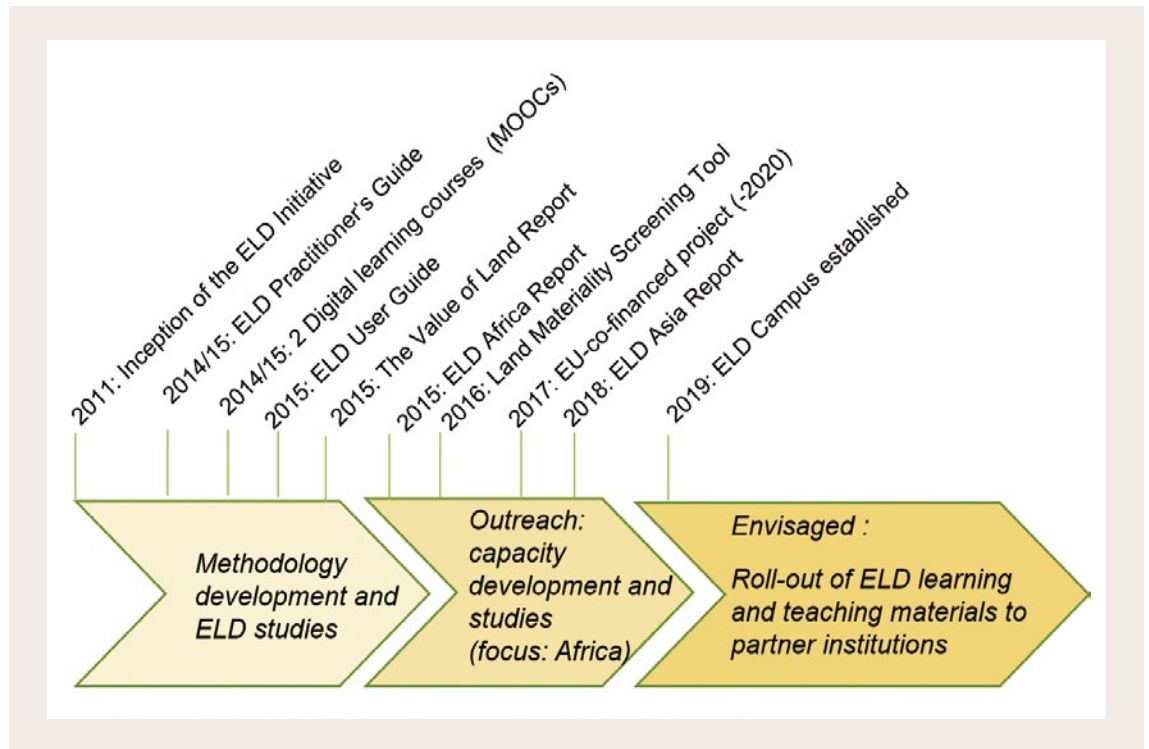 2011: Inception of the ELD Initiative
2014/15: ELD Practitioner's Guide
2014/15: 2 Digital learning courses (MOOCs)
2015: ELD User Guide
2015: The Value of Land Report
2015: ELD Africa Report
2016: Land Materiality Screening Tool
2017: EU-co-financed project (-2020)
2018: ELD Asia Report
2019: ELD Campus established
Methodology
development and
ELD studies
Outreach:
capacity
development and
studies
(focus: Africa)
Envisaged :
Roll-out of ELD learning
and teaching materials to
partner institutions